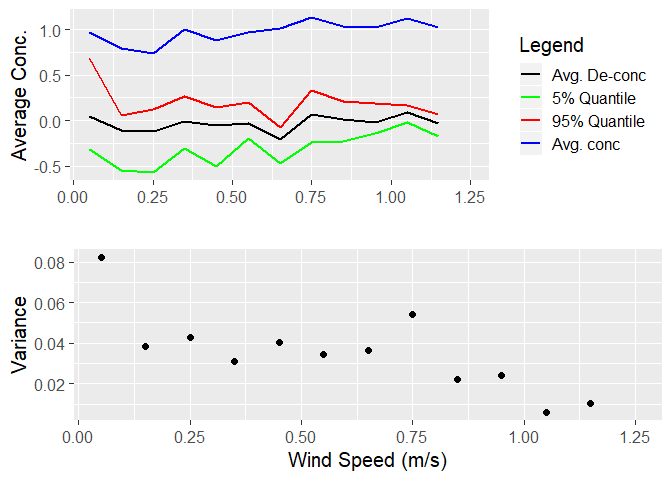 Average Conc.
1.0
0.5
0.0
-0.5
0.00 0.25 0.50 0.75 1.00 1.25
Legend
Avg. De-conc
5% Quantile
95% Quantile
Avg. conc
Variance
0.08
0.06
0.04
0.02
0.00 0.25 0.50 0.75 1.00 1.25
Wind Speed (m/s)